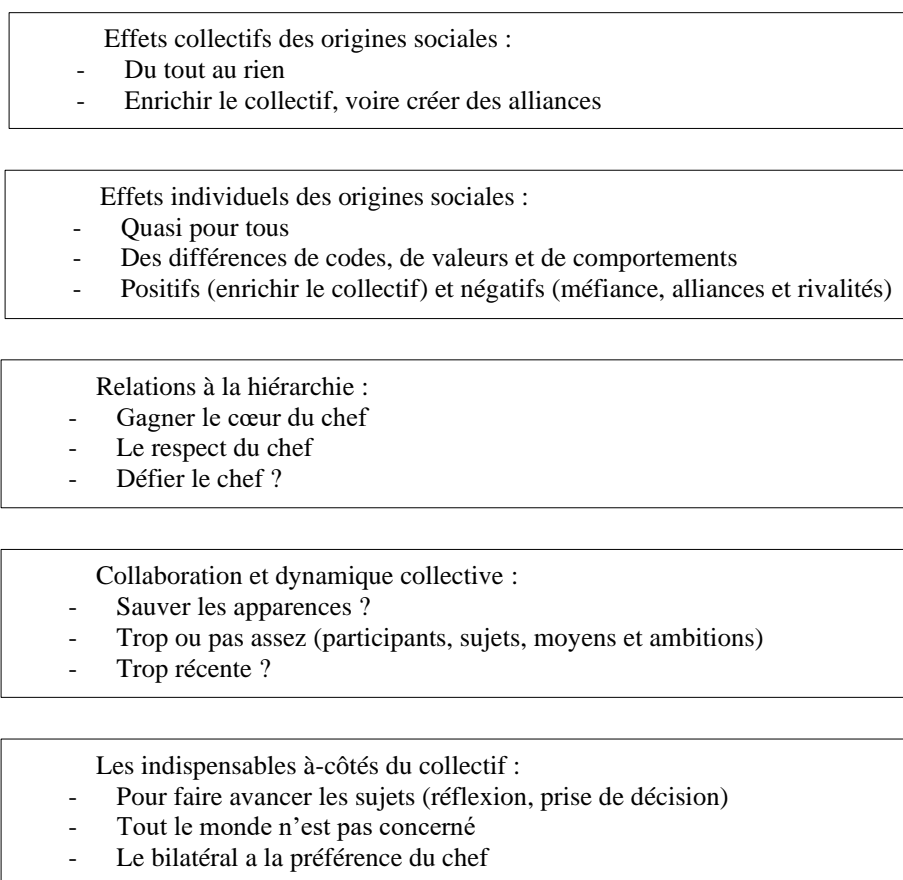 Effets collectifs des origines sociales :
- Du tout au rien
- Enrichir le collectif, voire créer des alliances
Effets individuels des origines sociales :
- Quasi pour tous
- Des différences de codes, de valeurs et de comportements
- Positifs (enrichir le collectif) et négatifs (méfiance, alliances et rivalités)
Relations à la hiérarchie :
- Gagner le cœur du chef
- Le respect du chef
- Défier le chef ?
Collaboration et dynamique collective :
- Sauver les apparences ?
- Trop ou pas assez (participants, sujets, moyens et ambitions)
- Trop récente ?
Les indispensables à-côtés du collectif :
- Pour faire avancer les sujets (réflexion, prise de décision)
- Tout le monde n’est pas concerné
- Le bilatéral a la préférence du chef